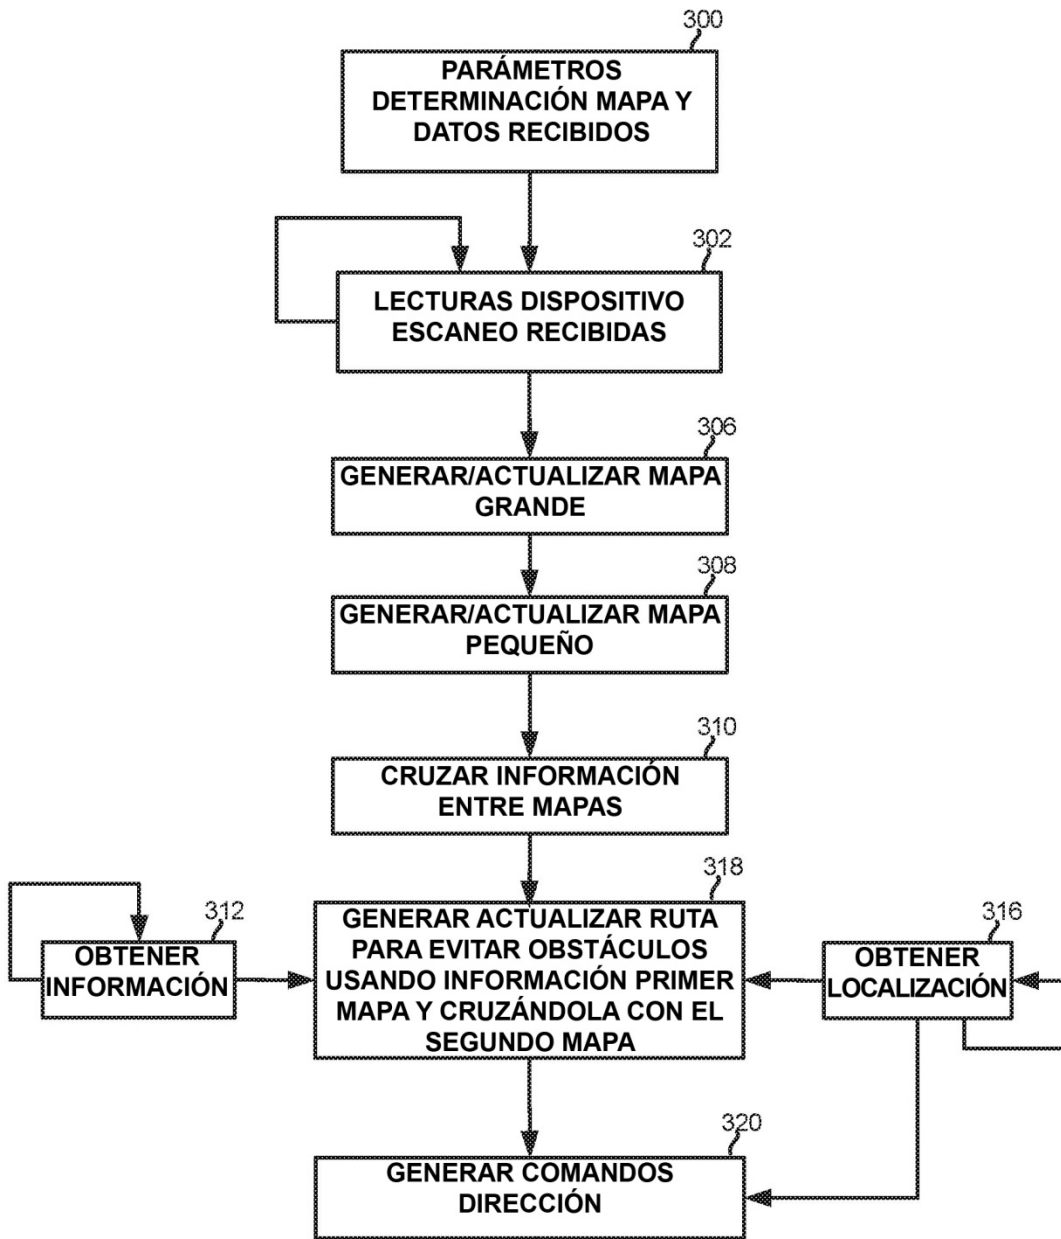 300
PARÁMETROS
DETERMINACIÓN MAPA Y
DATOS RECIBIDOS
302
LECTURAS DISPOSITIVO
ESCANEO RECIBIDAS
306
GENERAR/ACTUALIZAR MAPA
GRANDE
308
GENERAR/ACTUALIZAR MAPA
PEQUEÑO
310
CRUZAR INFORMACIÓN
ENTRE MAPAS
312
OBTENER
INFORMACIÓN
318
GENERAR ACTUALIZAR RUTA
PARA EVITAR OBSTÁCULOS
USANDO INFORMACIÓN PRIMER
MAPA Y CRUZÁNDOLA CON EL
SEGUNDO MAPA
316
OBTENER
LOCALIZACIÓN
320
GENERAR COMANDOS
DIRECCIÓN